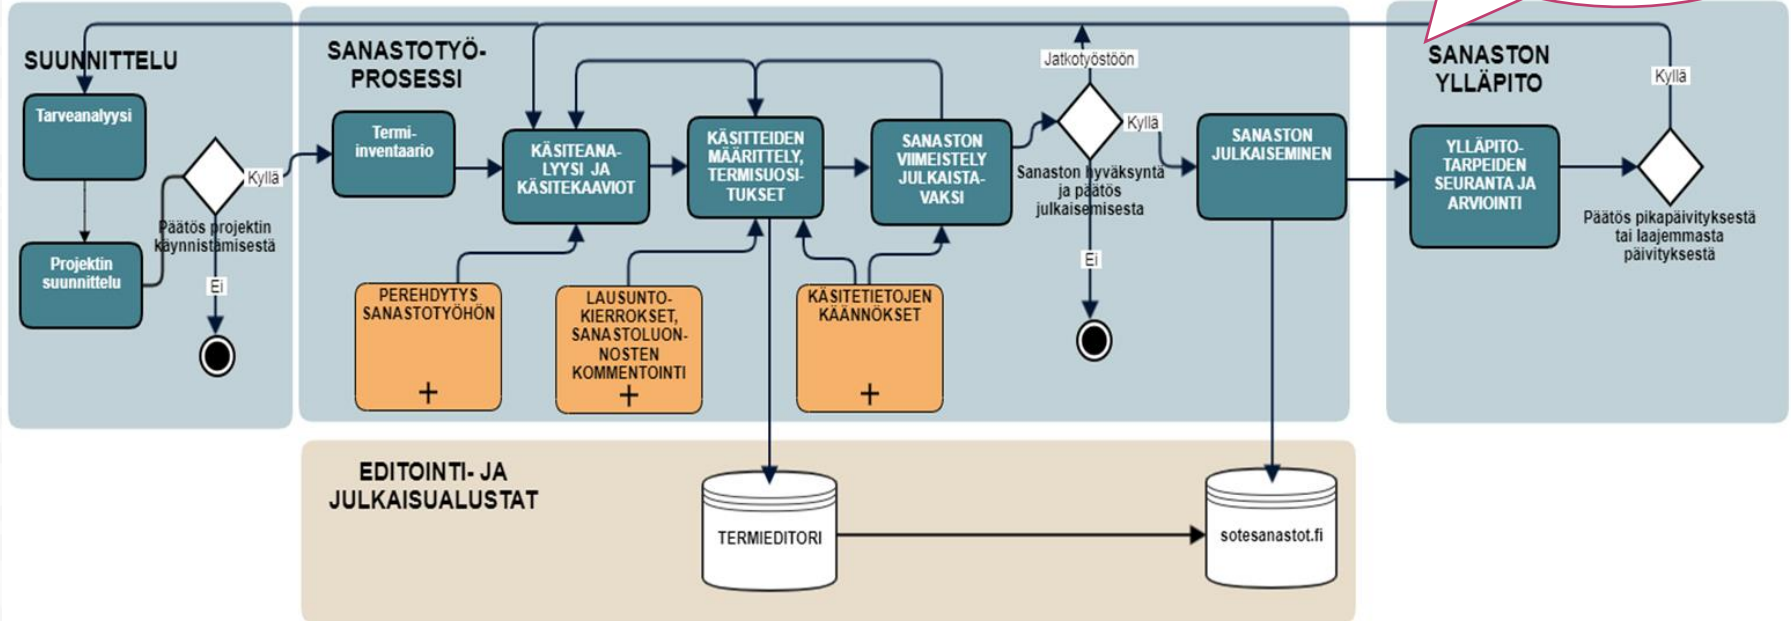 SUUNNITTELU
Tarveanalyysi
Projektin
suunnittelu
Kyllä
Päätös projektin
käynnistämisestä
Ei
SANASTOTYÖ-
PROSESSI
Termi-
inventaario
KÄSITEANA-
LYYSI JA
KÄSITEKAAVIOT
KÄSITTEIDEN
MÄÄRITTELY,
TERMISUOSI-
TUKSET
SANASTON
VIIMEISTELY
JULKAISTA-
VAKSI
Jatkotyöstöön
Kyllä
Sanaston hyväksyntä
ja päätös
julkaisemisesta
Ei
SANASTON
JULKAISEMINEN
PEREHDYTYS
SANASTOTYÖHÖN
+
LAUSUNTO-
KIERROKSET,
SANASTOLUON-
NOSTEN
KOMMENTOINTI
+
KÄSITETIETOJEN
KÄÄNNÖKSET
+
SANASTON
YLLÄPITO
YLLÄPITO-
TARPEIDEN
SEURANTA JA
ARVIOINTI
Kyllä
Päätös pikapäivityksestä
tai laajemmasta
päivityksestä
EDITOINTI- JA
JULKAISUALUSTAT
TERMIEDITORI
sotesanastot.fi